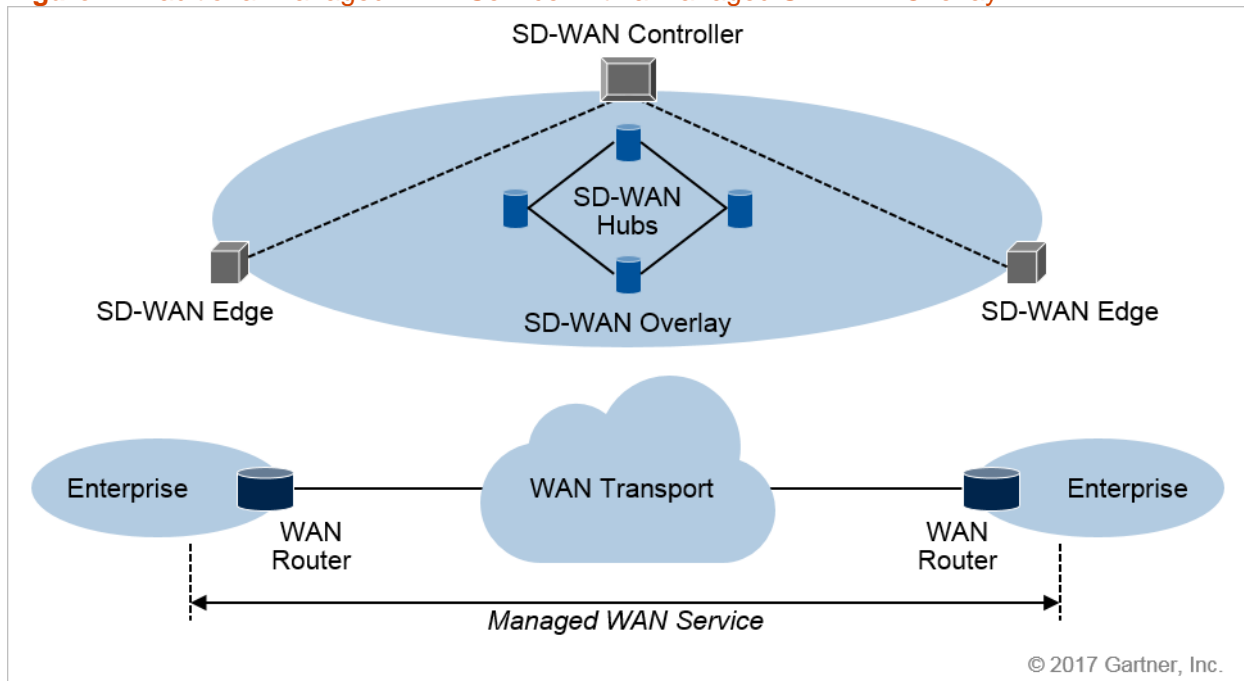 SD-WAN Controller
SD-WAN
Hubs
SD-WAN Edge
SD-WAN Overlay
SD-WAN Edge
Enterprise
WAN Transport
Enterprise
WAN
Router
WAN
Router
Managed WAN Service
© 2017 Gartner, Inc.